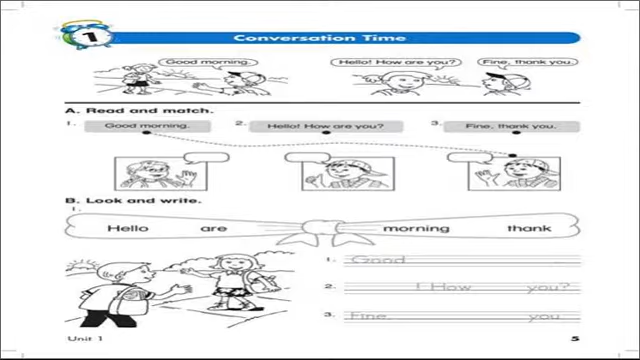 1 Conversation Time
Good morning. Hello! How are you? Fine, thank you.
A. Read and match.
1. Good morning. 2. Hello! How are you? 3. Fine, thank you.
B. Look and write.
1.
Hello are morning thank
1. Good
2. ! How you?
3. Fine, you.
Unit 1 5